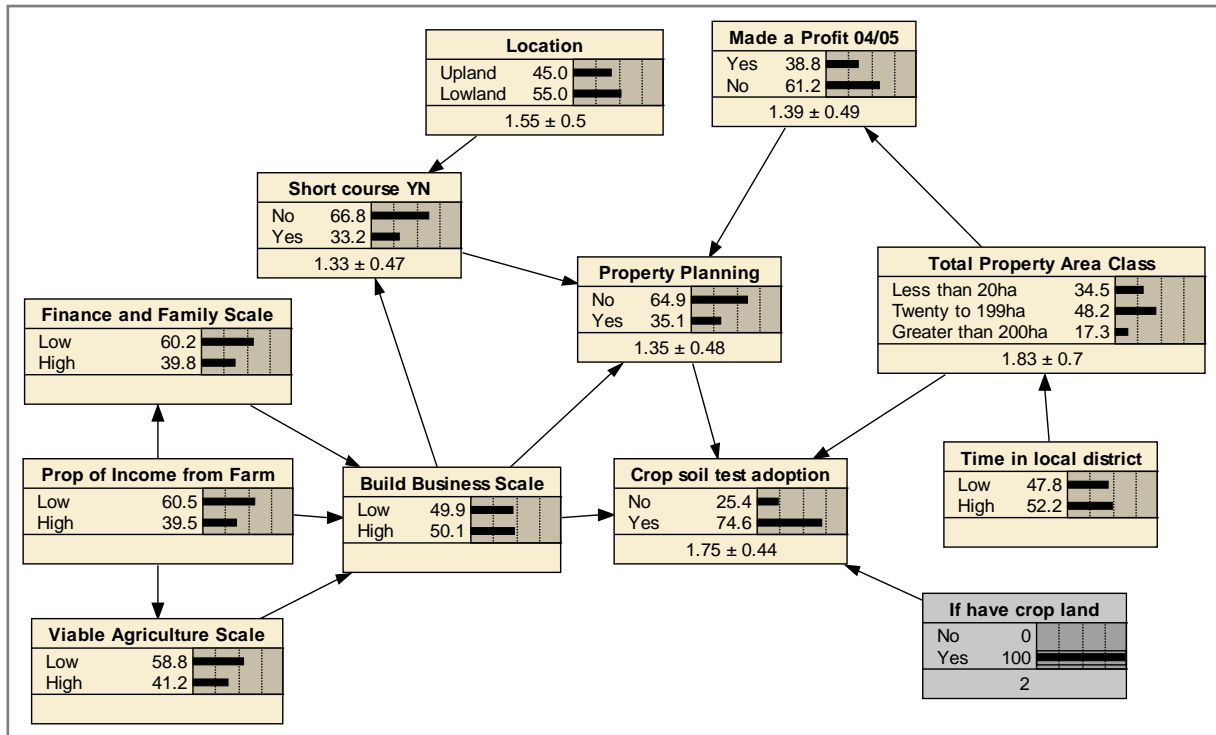 Location
Upland 45.0
Lowland 55.0
1.55 ± 0.5
Made a Profit 04/05
Yes 38.8
No 61.2
1.39 ± 0.49
Short course YN
No 66.8
Yes 33.2
1.33 ± 0.47
Property Planning
No 64.9
Yes 35.1
1.35 ± 0.48
Total Property Area Class
Less than 20ha 34.5
Twenty to 199ha 48.2
Greater than 200ha 17.3
1.83 ± 0.7
Finance and Family Scale
Low 60.2
High 39.8
Prop of Income from Farm
Low 60.5
High 39.5
Build Business Scale
Low 49.9
High 50.1
Crop soil test adoption
No 25.4
Yes 74.6
1.75 ± 0.44
Time in local district
Low 47.8
High 52.2
Viable Agriculture Scale
Low 58.8
High 41.2
If have crop land
No 0
Yes 100
2